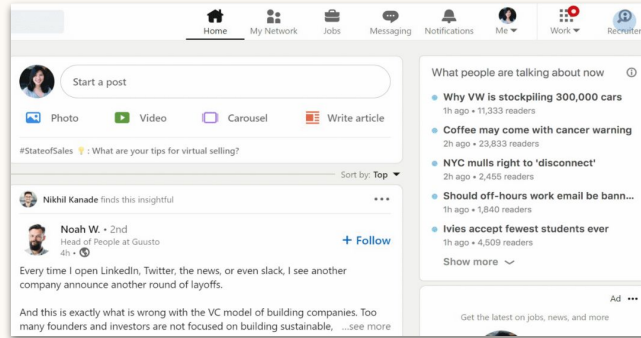 Home
My Network
Jobs
Messaging
Notifications
Me
Work
Recruiter
Start a post
Photo
Video
Carousel
Write article
#StateofSales 💡: What are your tips for virtual selling?
Sort by: Top
Nikhil Kanade finds this insightful
Noah W. • 2nd
Head of People at Guusto
4h •
+ Follow
Every time I open LinkedIn, Twitter, the news, or even slack, I see another
company announce another round of layoffs.
And this is exactly what is wrong with the VC model of building companies. Too
many founders and investors are not focused on building sustainable, ...see more
What people are talking about now
Why VW is stockpiling 300,000 cars
1h ago • 11,333 readers
Coffee may come with cancer warning
2h ago • 23,833 readers
NYC mulls right to 'disconnect'
2h ago • 2,455 readers
Should off-hours work email be bann...
1h ago • 1,840 readers
Ivies accept fewest students ever
1h ago • 4,509 readers
Show more
Ad
Get the latest on jobs, news, and more